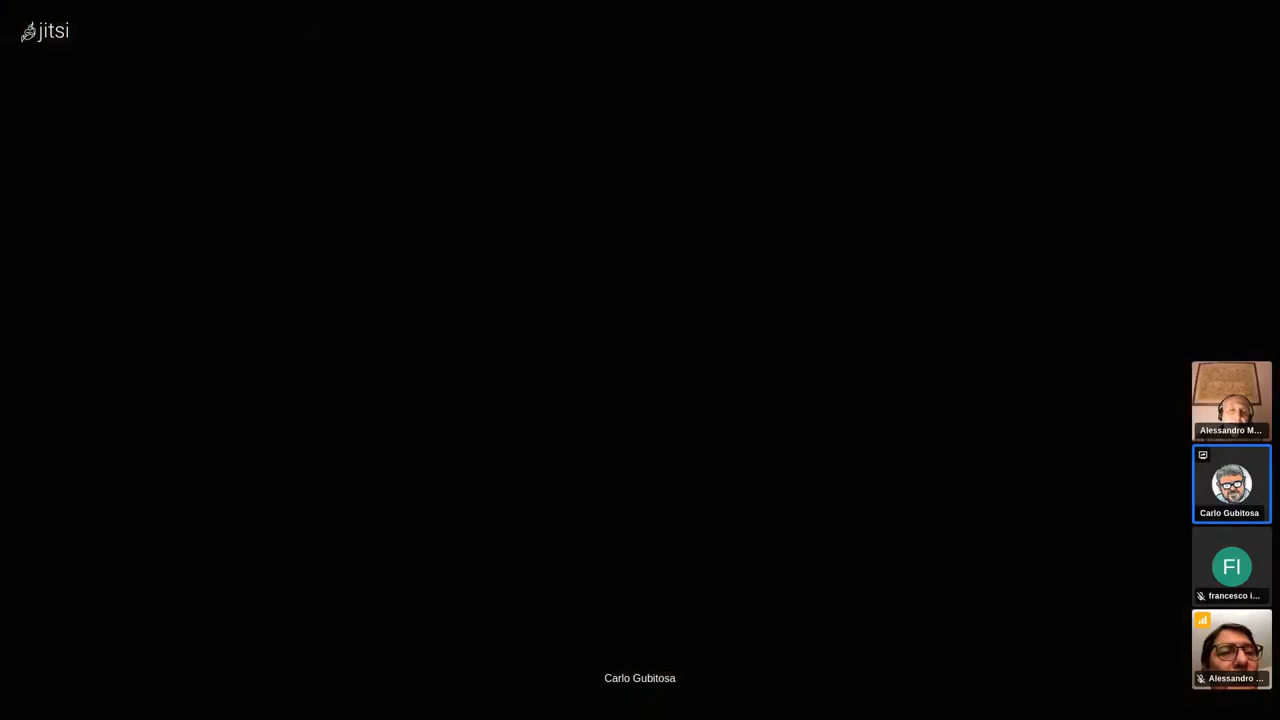 jitsi
Alessandro M...
Carlo Gubitosa
FI
francesco i...
Alessandro ...
Carlo Gubitosa